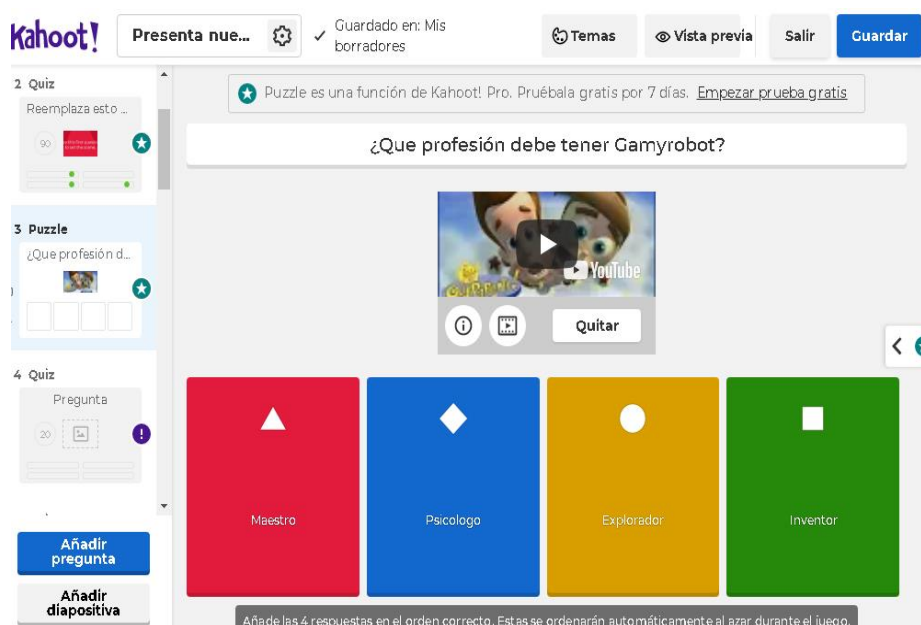 Kahoot!
Presenta nue...
Guardado en: Mis
borradores
Temas
Vista previa
Salir
Guardar
2 Quiz
Reemplaza esto ...
90
Puzzle es una función de Kahoot! Pro. Pruébala gratis por 7 días. Empezar prueba gratis
¿Que profesión debe tener Gamyrobot?
3 Puzzle
¿Que profesión d...
YouTube
Quitar
4 Quiz
Pregunta
20
Maestro
Psicologo
Explorador
Inventor
Añadir
pregunta
Añadir
diapositiva
Añade las 4 respuestas en el orden correcto. Estas se ordenarán automáticamente al azar durante el juego.